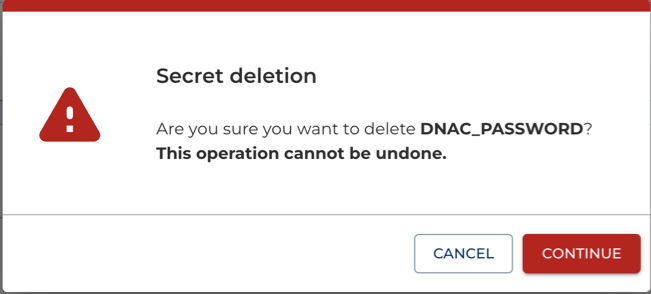 Secret deletion
Are you sure you want to delete DNAC_PASSWORD?
This operation cannot be undone.
CANCEL
CONTINUE